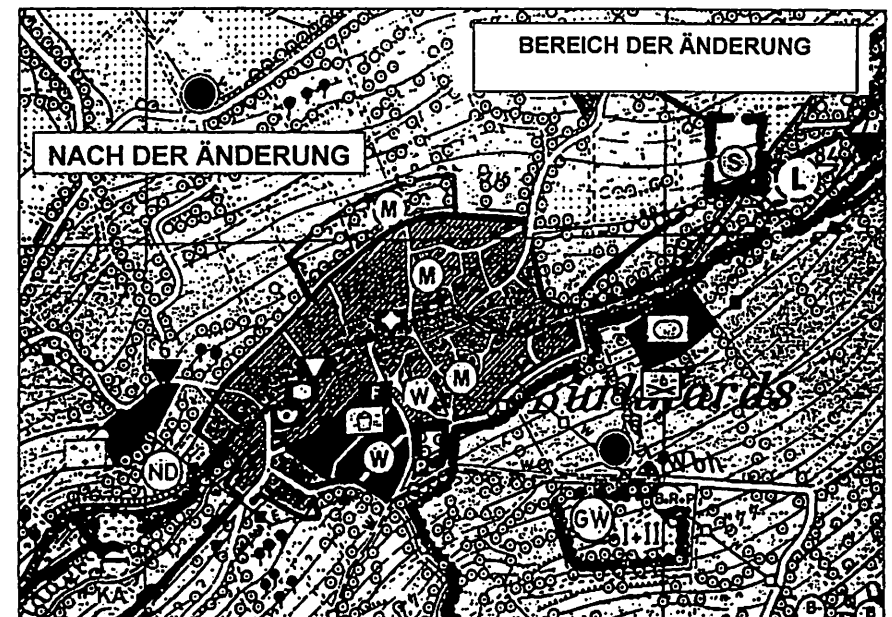 BEREICH DER ÄNDERUNG
NACH DER ÄNDERUNG
S
L
M
M
F
W
M
ND
W
GW
I+II
KA
B